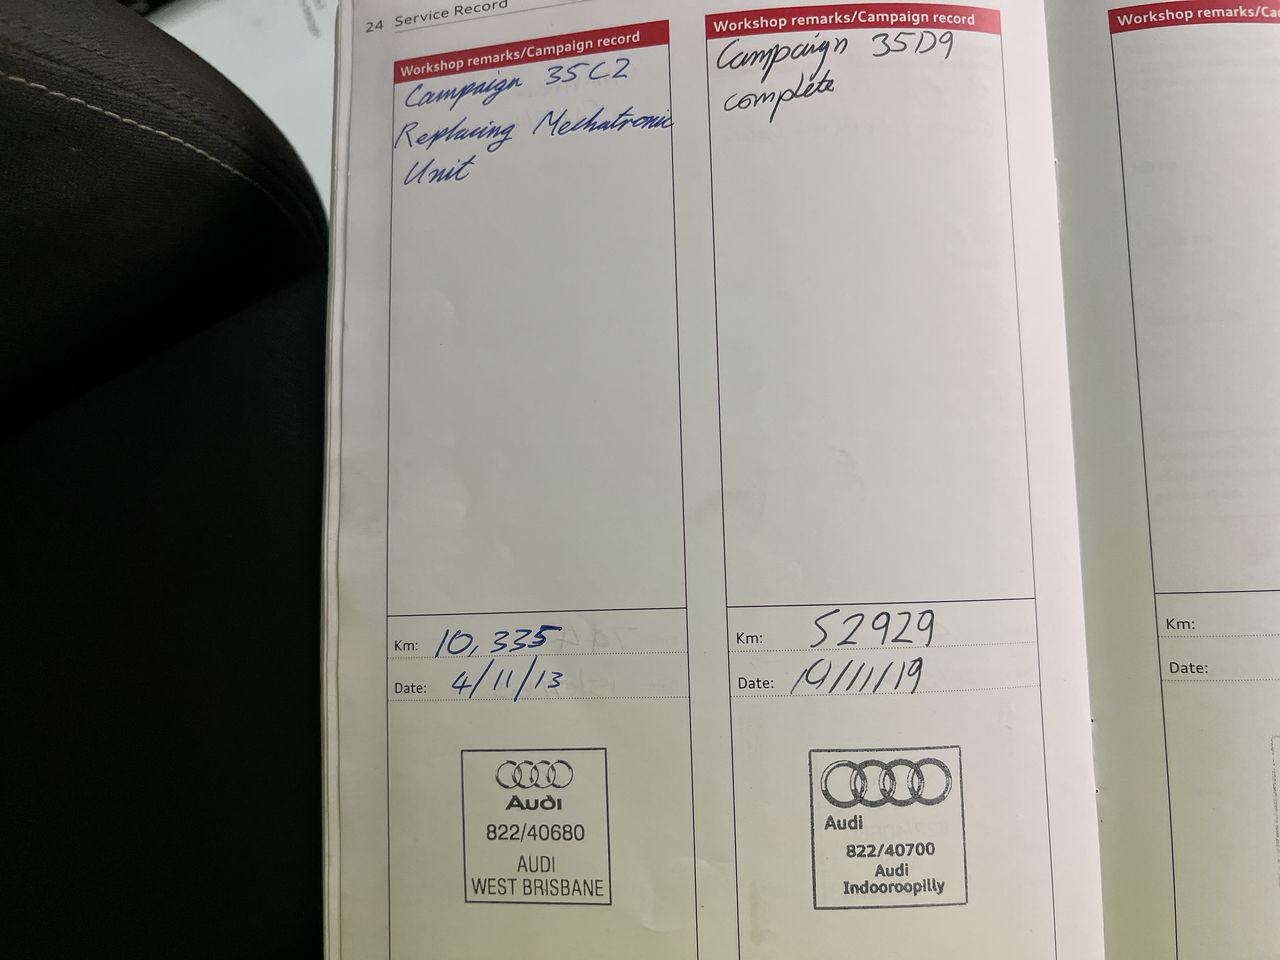 24 Service Record
Workshop remarks/Campaign record
Campaign 35C2
Replacing Mechatronic
Unit
Km: 10,335
Date: 4/11/13
Audi
822/40680
AUDI
WEST BRISBANE
Workshop remarks/Campaign record
Campaign 35D9
complete
Km: 52929
Date: 19/11/19
Audi
822/40700
Audi
Indooroopilly
Workshop remarks/Ca
Km:
Date: